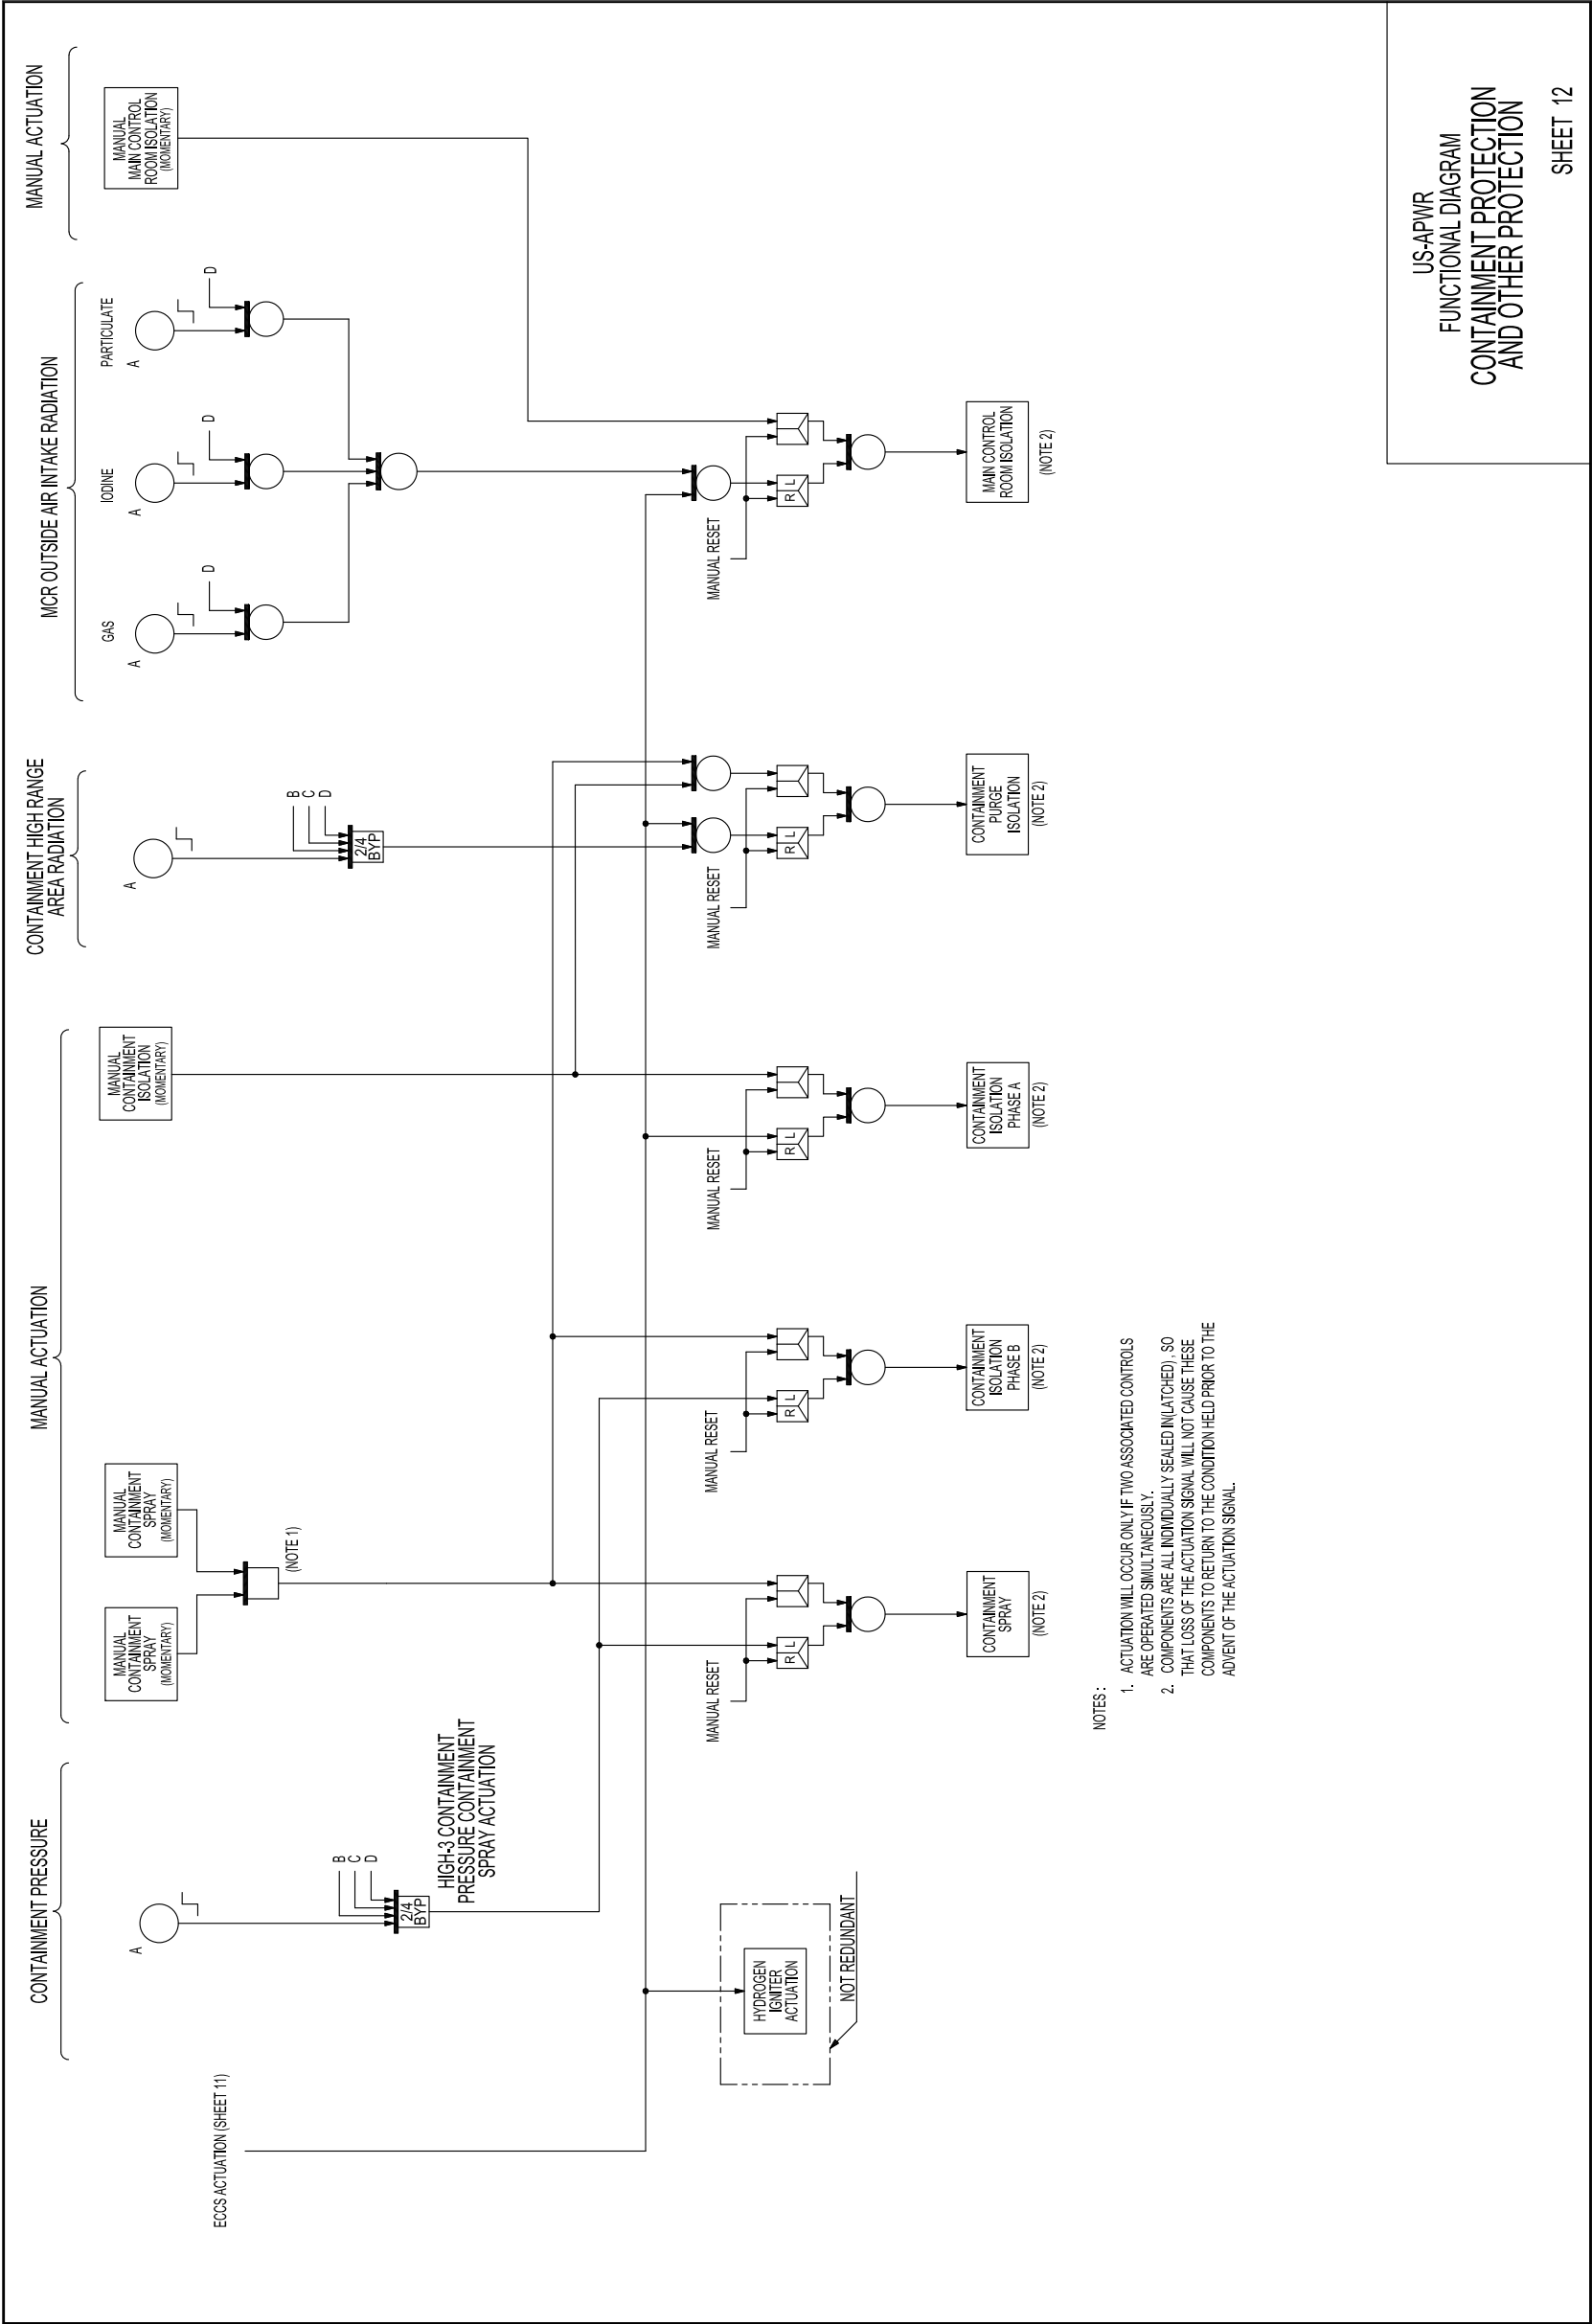 CONTAINMENT PRESSURE
MANUAL ACTUATION
CONTAINMENT HIGH RANGE
AREA RADIATION
MCR OUTSIDE AIR INTAKE RADIATION
MANUAL ACTUATION
ECCS ACTUATION (SHEET 11)
A
B
C
D
2/4
BYP
HIGH-3 CONTAINMENT
PRESSURE CONTAINMENT
SPRAY ACTUATION
MANUAL
CONTAINMENT
SPRAY
(MOMENTARY)
MANUAL
CONTAINMENT
SPRAY
(MOMENTARY)
(NOTE 1)
MANUAL
CONTAINMENT
ISOLATION
(MOMENTARY)
A
B
C
D
2/4
BYP
GAS
A
D
IODINE
A
D
PARTICULATE
A
D
MANUAL
MAIN CONTROL
ROOM ISOLATION
(MOMENTARY)
HYDROGEN
IGNITER
ACTUATION
NOT REDUNDANT
MANUAL RESET
R L
CONTAINMENT
SPRAY
(NOTE 2)
MANUAL RESET
R L
CONTAINMENT
ISOLATION
PHASE B
(NOTE 2)
MANUAL RESET
R L
CONTAINMENT
ISOLATION
PHASE A
(NOTE 2)
MANUAL RESET
R L
CONTAINMENT
PURGE
ISOLATION
(NOTE 2)
MANUAL RESET
R L
MAIN CONTROL
ROOM ISOLATION
(NOTE 2)
NOTES :
1. ACTUATION WILL OCCUR ONLY IF TWO ASSOCIATED CONTROLS
ARE OPERATED SIMULTANEOUSLY.
2. COMPONENTS ARE ALL INDIVIDUALLY SEALED IN(LATCHED) , SO
THAT LOSS OF THE ACTUATION SIGNAL WILL NOT CAUSE THESE
COMPONENTS TO RETURN TO THE CONDITION HELD PRIOR TO THE
ADVENT OF THE ACTUATION SIGNAL.
US-APWR
FUNCTIONAL DIAGRAM
CONTAINMENT PROTECTION
AND OTHER PROTECTION
SHEET 12